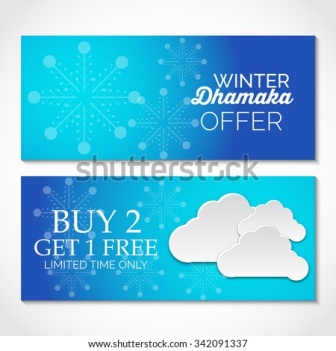 WINTER
Dhamaka
OFFER
BUY 2
GET 1 FREE
LIMITED TIME ONLY
shutterstock
www.shutterstock.com · 342091337